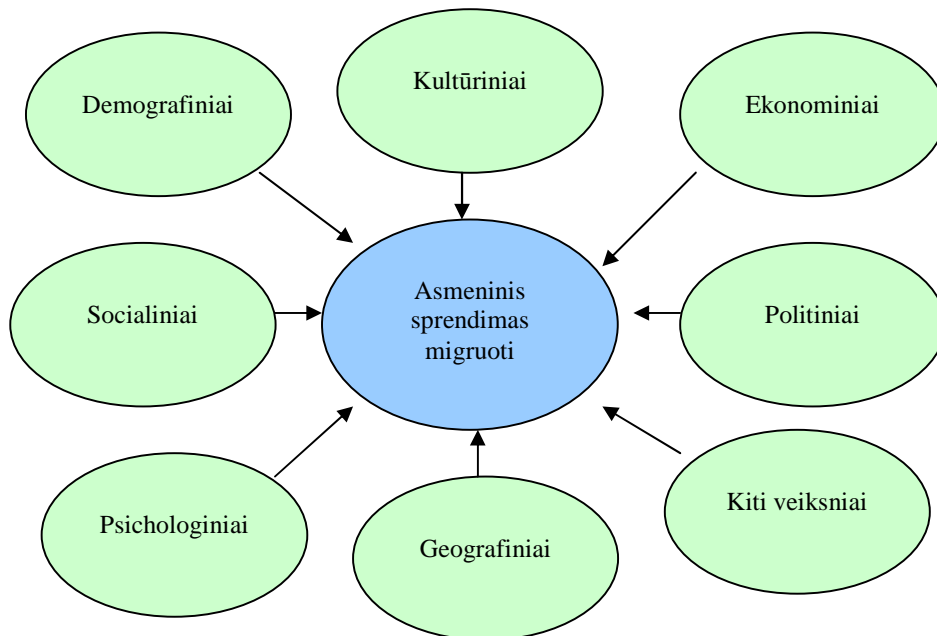 Demografiniai
Kultūriniai
Ekonominiai
Socialiniai
Asmeninis
sprendimas
migruoti
Politiniai
Psichologiniai
Geografiniai
Kiti veiksniai